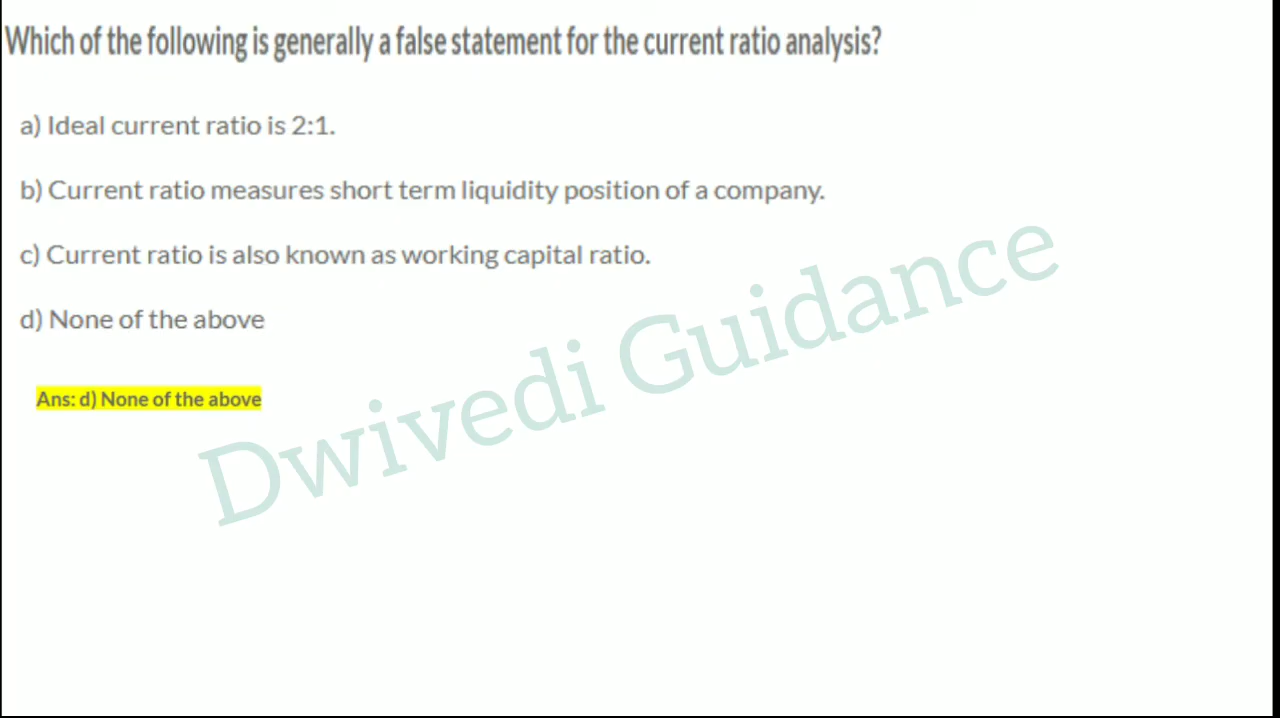 Which of the following is generally a false statement for the current ratio analysis?
a) Ideal current ratio is 2:1.
b) Current ratio measures short term liquidity position of a company.
c) Current ratio is also known as working capital ratio.
d) None of the above
Ans: d) None of the above
Dwivedi Guidance